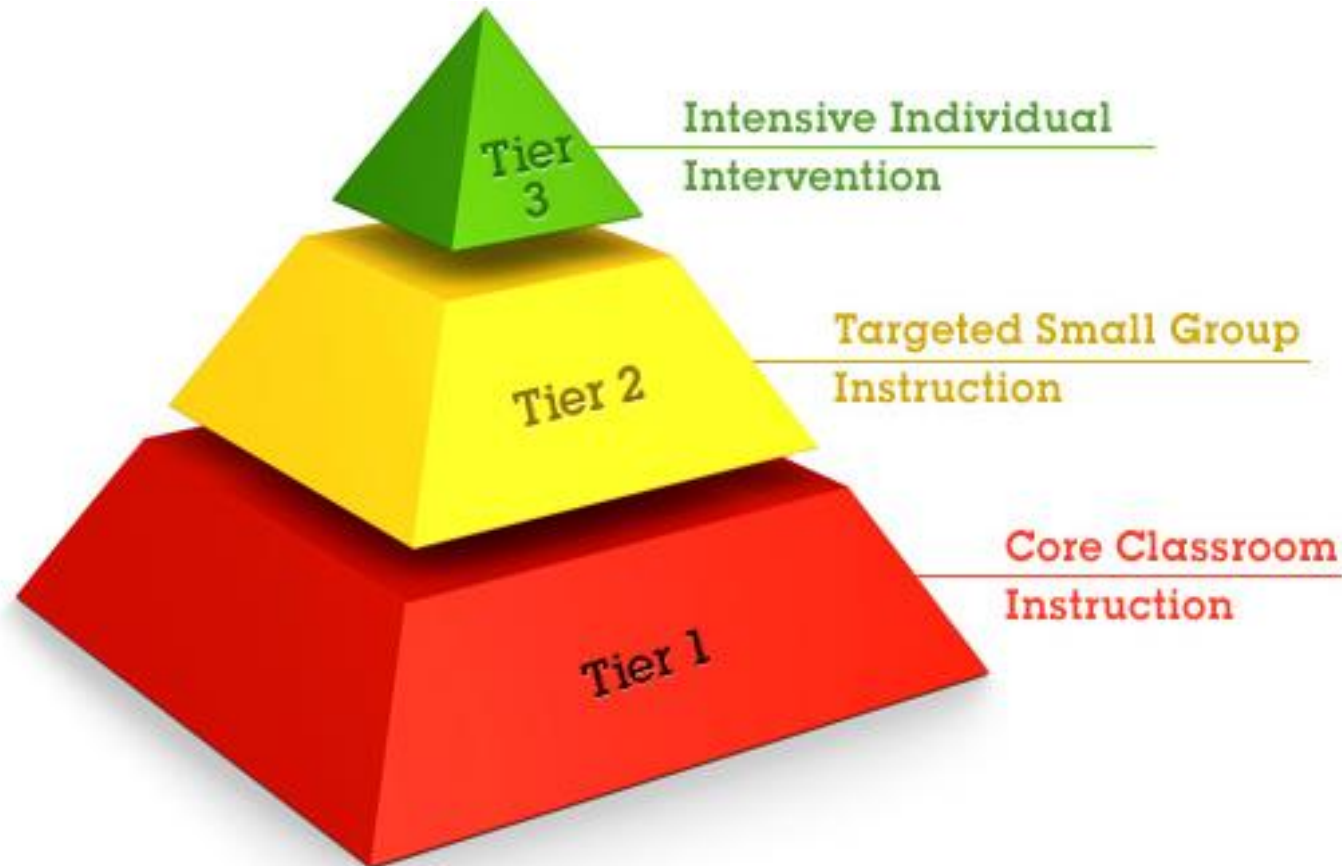 Tier
3
Intensive Individual
Intervention
Tier 2
Targeted Small Group
Instruction
Tier 1
Core Classroom
Instruction